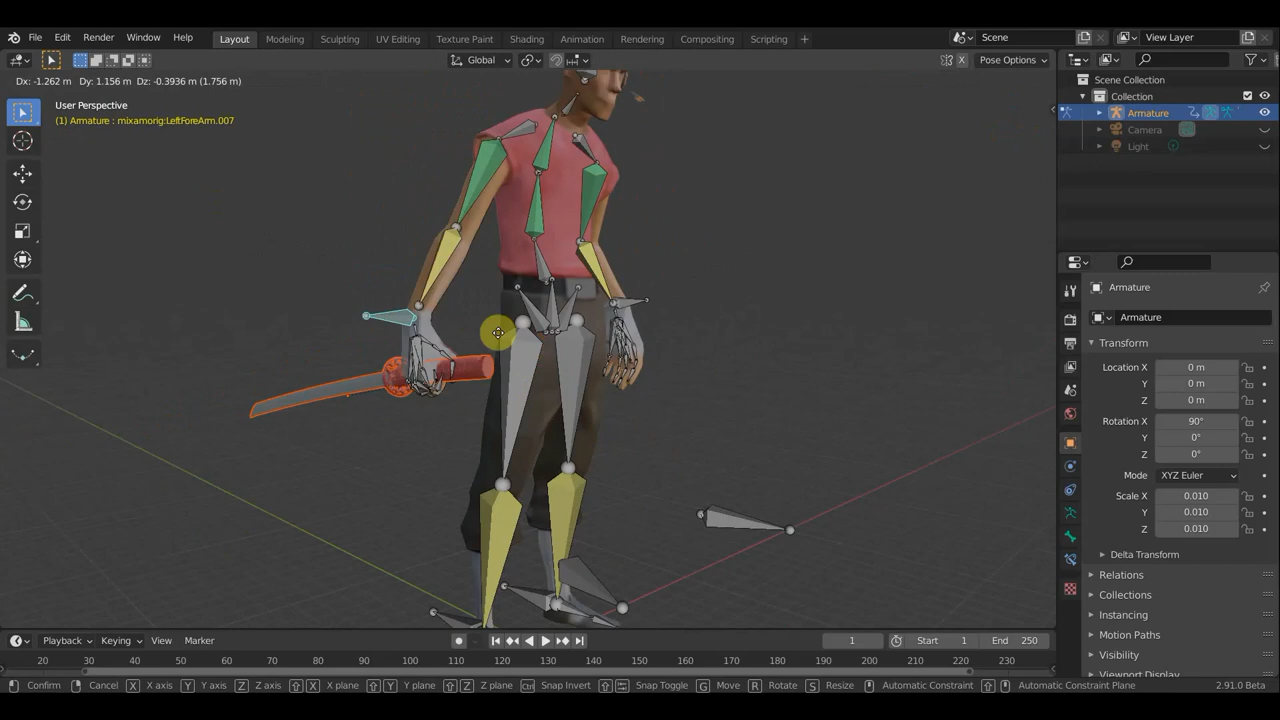 File Edit Render Window Help Layout Modeling Sculpting UV Editing Texture Paint Shading Animation Rendering Compositing Scripting + Scene View Layer
Global X Pose Options
Dx: -1.262 m Dy: 1.156 m Dz: -0.3936 m (1.756 m)
User Perspective
(1) Armature : mixamorig:LeftForeArm.007
Scene Collection
Collection
Armature
Camera
Light
Armature
Armature
Transform
Location X 0 m
Y 0 m
Z 0 m
Rotation X 90°
Y 0°
Z 0°
Mode XYZ Euler
Scale X 0.010
Y 0.010
Z 0.010
Delta Transform
Relations
Collections
Instancing
Motion Paths
Visibility
Viewport Display
Playback Keying View Marker 1 Start 1 End 250
20 30 40 50 60 70 80 90 100 110 120 130 140 150 160 170 180 190 200 210 220 230
Confirm Cancel X X axis Y Y axis Z Z axis X X plane Y Y plane Z Z plane Ctrl Snap Invert Snap Toggle G Move R Rotate S Resize Automatic Constraint Automatic Constraint Plane 2.91.0 Beta